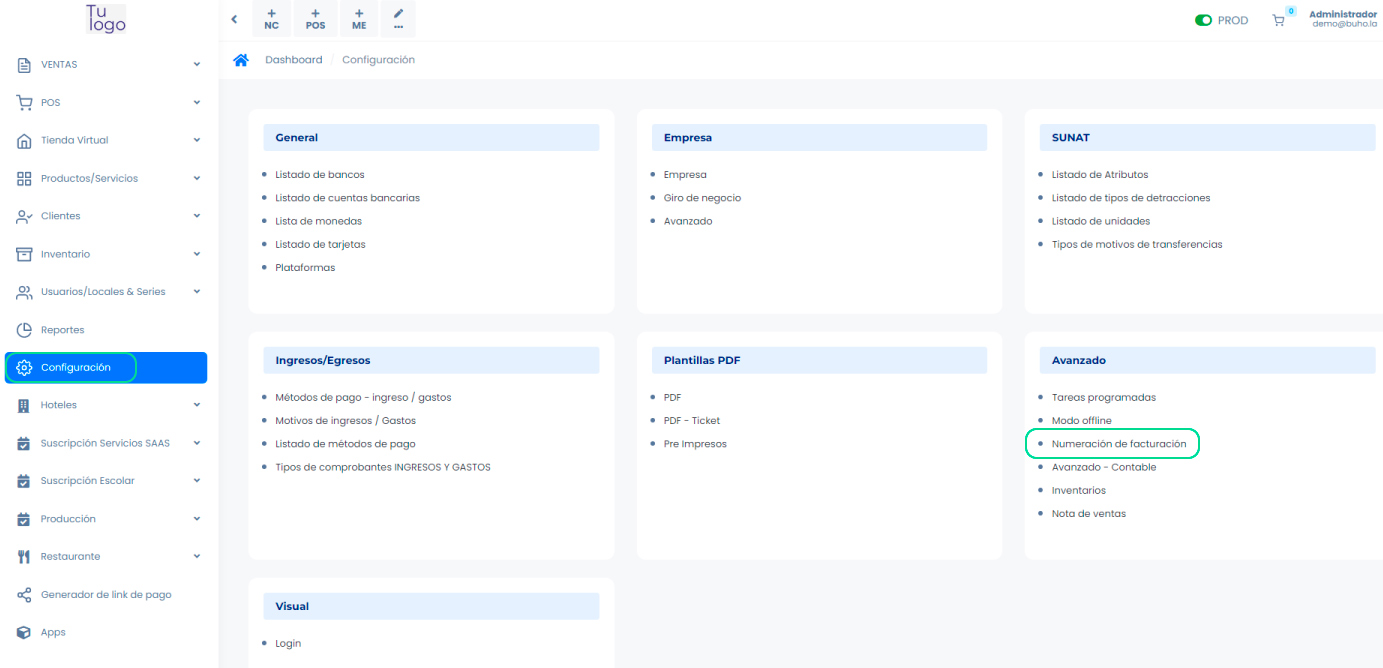 Tu
logo
VENTAS
POS
Tienda Virtual
Productos/Servicios
Clientes
Inventario
Usuarios/Locales & Series
Reportes
Configuración
Hoteles
Suscripción Servicios SAAS
Suscripción Escolar
Producción
Restaurante
Generador de link de pago
Apps
+ NC
+ POS
+ ME
...
PROD
0
Administrador
demo@buho.la
Dashboard / Configuración
General
Listado de bancos
Listado de cuentas bancarias
Lista de monedas
Listado de tarjetas
Plataformas
Empresa
Empresa
Giro de negocio
Avanzado
SUNAT
Listado de Atributos
Listado de tipos de detracciones
Listado de unidades
Tipos de motivos de transferencias
Ingresos/Egresos
Métodos de pago - ingreso / gastos
Motivos de ingresos / Gastos
Listado de métodos de pago
Tipos de comprobantes INGRESOS Y GASTOS
Plantillas PDF
PDF
PDF - Ticket
Pre Impresos
Avanzado
Tareas programadas
Modo offline
Numeración de facturación
Avanzado - Contable
Inventarios
Nota de ventas
Visual
Login